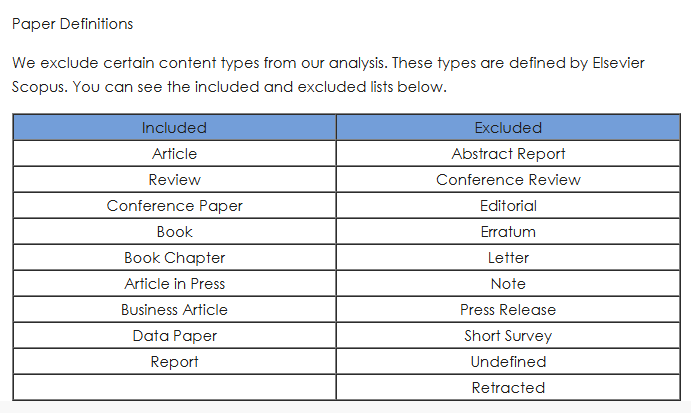 Paper Definitions
We exclude certain content types from our analysis. These types are defined by Elsevier
Scopus. You can see the included and excluded lists below.
Included Excluded
Article Abstract Report
Review Conference Review
Conference Paper Editorial
Book Erratum
Book Chapter Letter
Article in Press Note
Business Article Press Release
Data Paper Short Survey
Report Undefined
Retracted